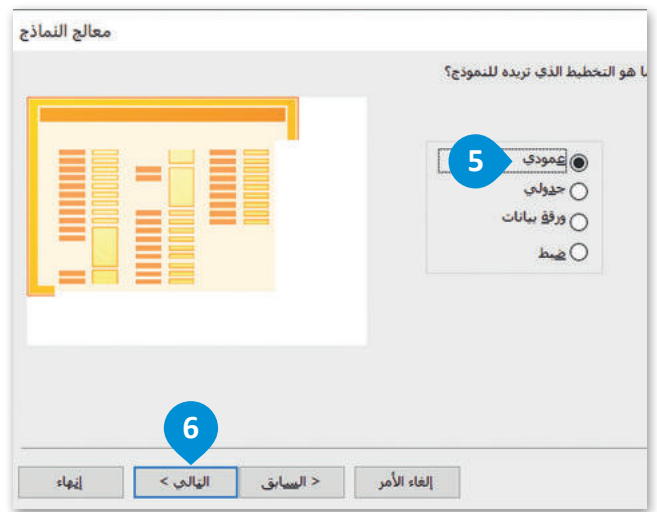 معالج النماذج
ما هو التخطيط الذي تريده للنموذج؟
5 عمودي
جدولي
ورقة بيانات
ضبط
6
إلغاء الأمر
< السابق
التالي >
إنهاء